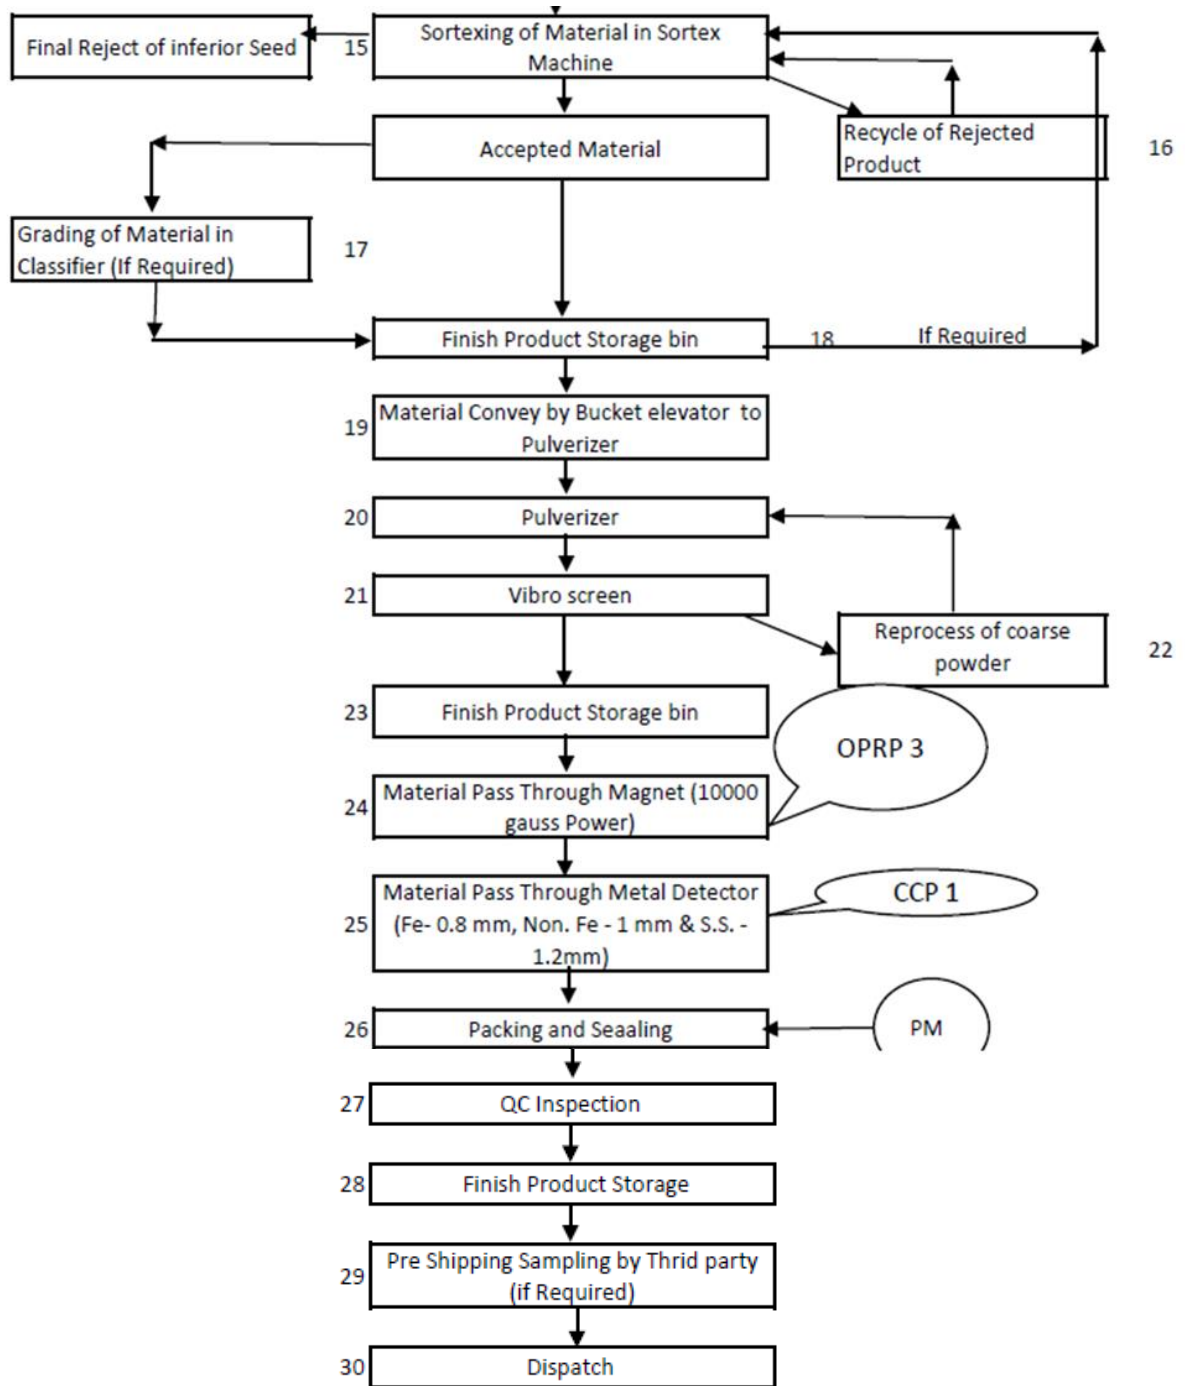 Final Reject of inferior Seed
15
Sortexing of Material in Sortex
Machine
Accepted Material
Recycle of Rejected
Product
16
Grading of Material in
Classifier (If Required)
17
Finish Product Storage bin
18
If Required
19
Material Convey by Bucket elevator to
Pulverizer
20
Pulverizer
21
Vibro screen
Reprocess of coarse
powder
22
23
Finish Product Storage bin
OPRP 3
24
Material Pass Through Magnet (10000
gauss Power)
25
Material Pass Through Metal Detector
(Fe- 0.8 mm, Non. Fe - 1 mm & S.S. -
1.2mm)
CCP 1
26
Packing and Seaaling
PM
27
QC Inspection
28
Finish Product Storage
29
Pre Shipping Sampling by Thrid party
(if Required)
30
Dispatch